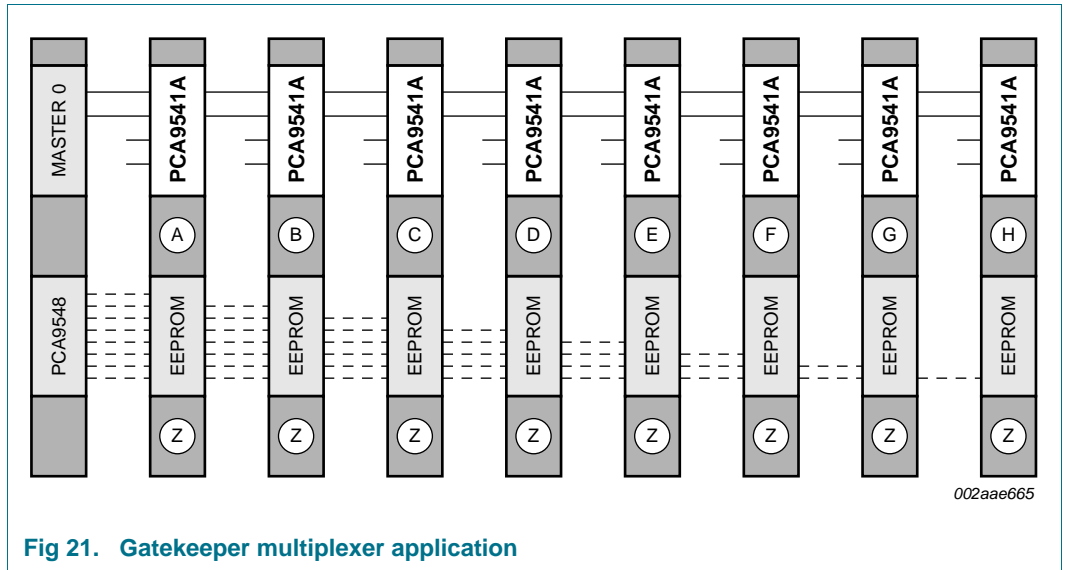 MASTER 0
PCA9541A
PCA9541A
PCA9541A
PCA9541A
PCA9541A
PCA9541A
PCA9541A
PCA9541A
A
B
C
D
E
F
G
H
PCA9548
EEPROM
EEPROM
EEPROM
EEPROM
EEPROM
EEPROM
EEPROM
EEPROM
Z
Z
Z
Z
Z
Z
Z
Z
002aae665
Fig 21. Gatekeeper multiplexer application